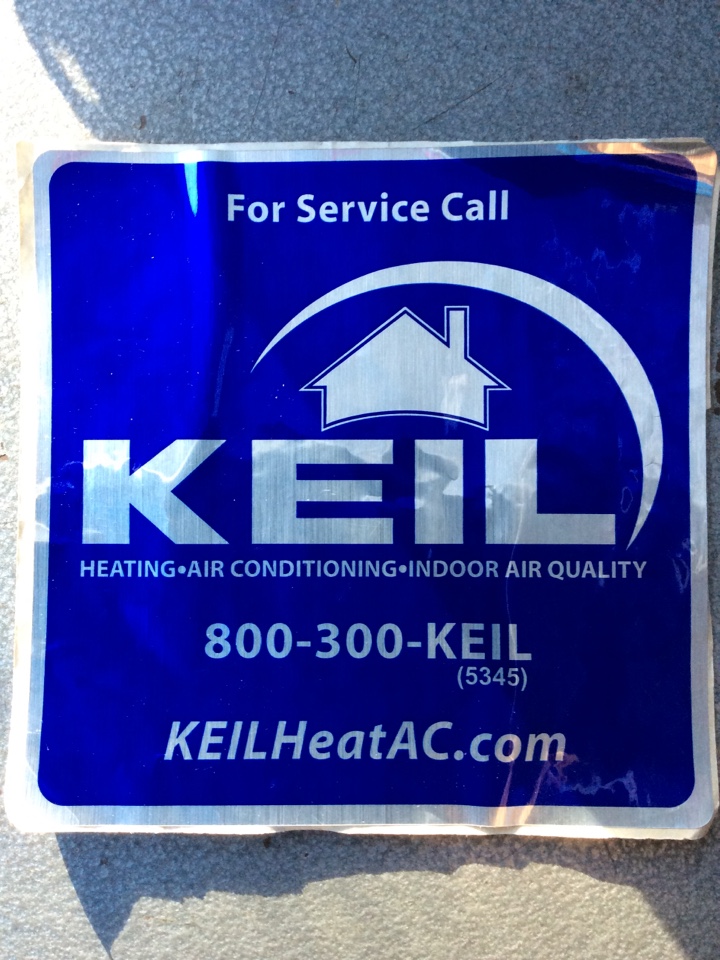 For Service Call
KEIL
HEATING•AIR CONDITIONING•INDOOR AIR QUALITY
800-300-KEIL
(5345)
KEILHeatAC.com